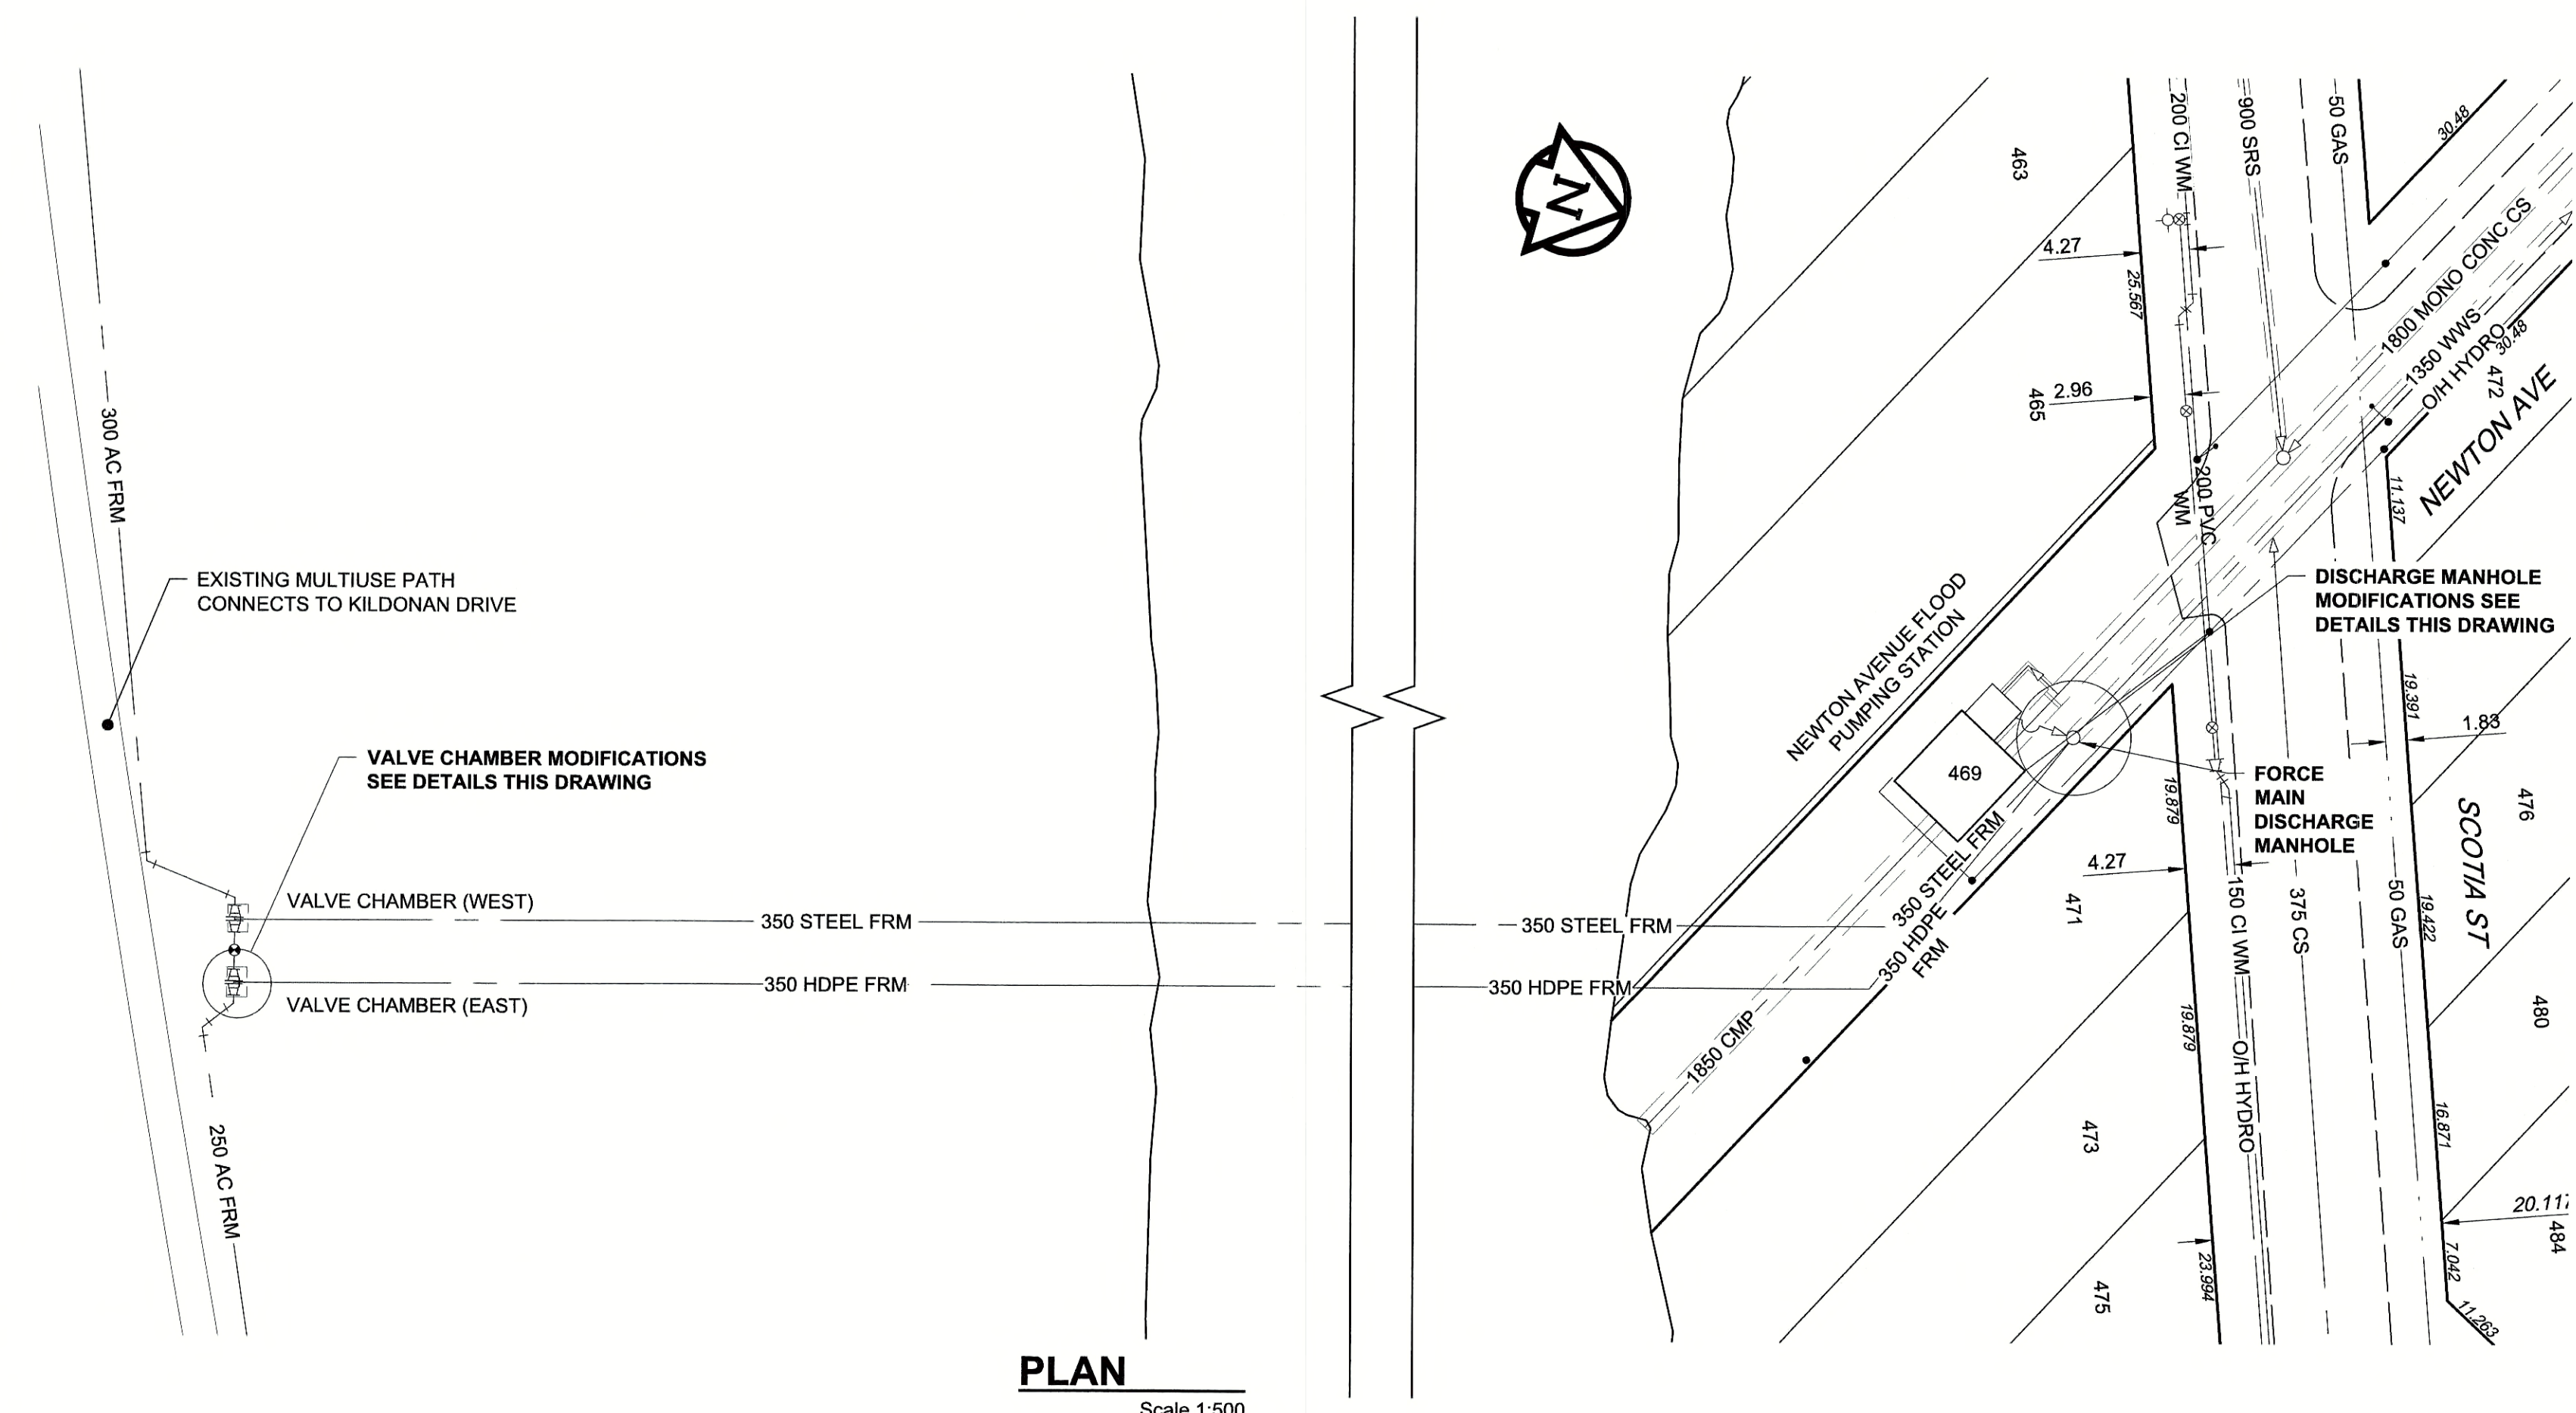 300 AC FRM
EXISTING MULTIUSE PATH
CONNECTS TO KILDONAN DRIVE
VALVE CHAMBER MODIFICATIONS
SEE DETAILS THIS DRAWING
VALVE CHAMBER (WEST)
350 STEEL FRM
350 HDPE FRM
VALVE CHAMBER (EAST)
250 AC FRM
PLAN
Scale 1:500
N
350 STEEL FRM
350 HDPE FRM
463
4.27
25.567
465
2.96
NEWTON AVENUE FLOOD
PUMPING STATION
469
350 STEEL FRM
350 HDPE
FRM
1850 CMP
200 CI WM
900 SRS
50 GAS
30.48
1800 MONO CONC CS
1350 WWS
O/H HYDRO
30.48
472
NEWTON AVE
200 PVC
WM
11.137
DISCHARGE MANHOLE
MODIFICATIONS SEE
DETAILS THIS DRAWING
19.391
1.83
FORCE
MAIN
DISCHARGE
MANHOLE
19.879
4.27
471
150 CI WM
375 CS
50 GAS
19.422
SCOTIA ST
476
480
19.879
O/H HYDRO
473
16.871
20.117
484
7.042
11.263
23.994
475